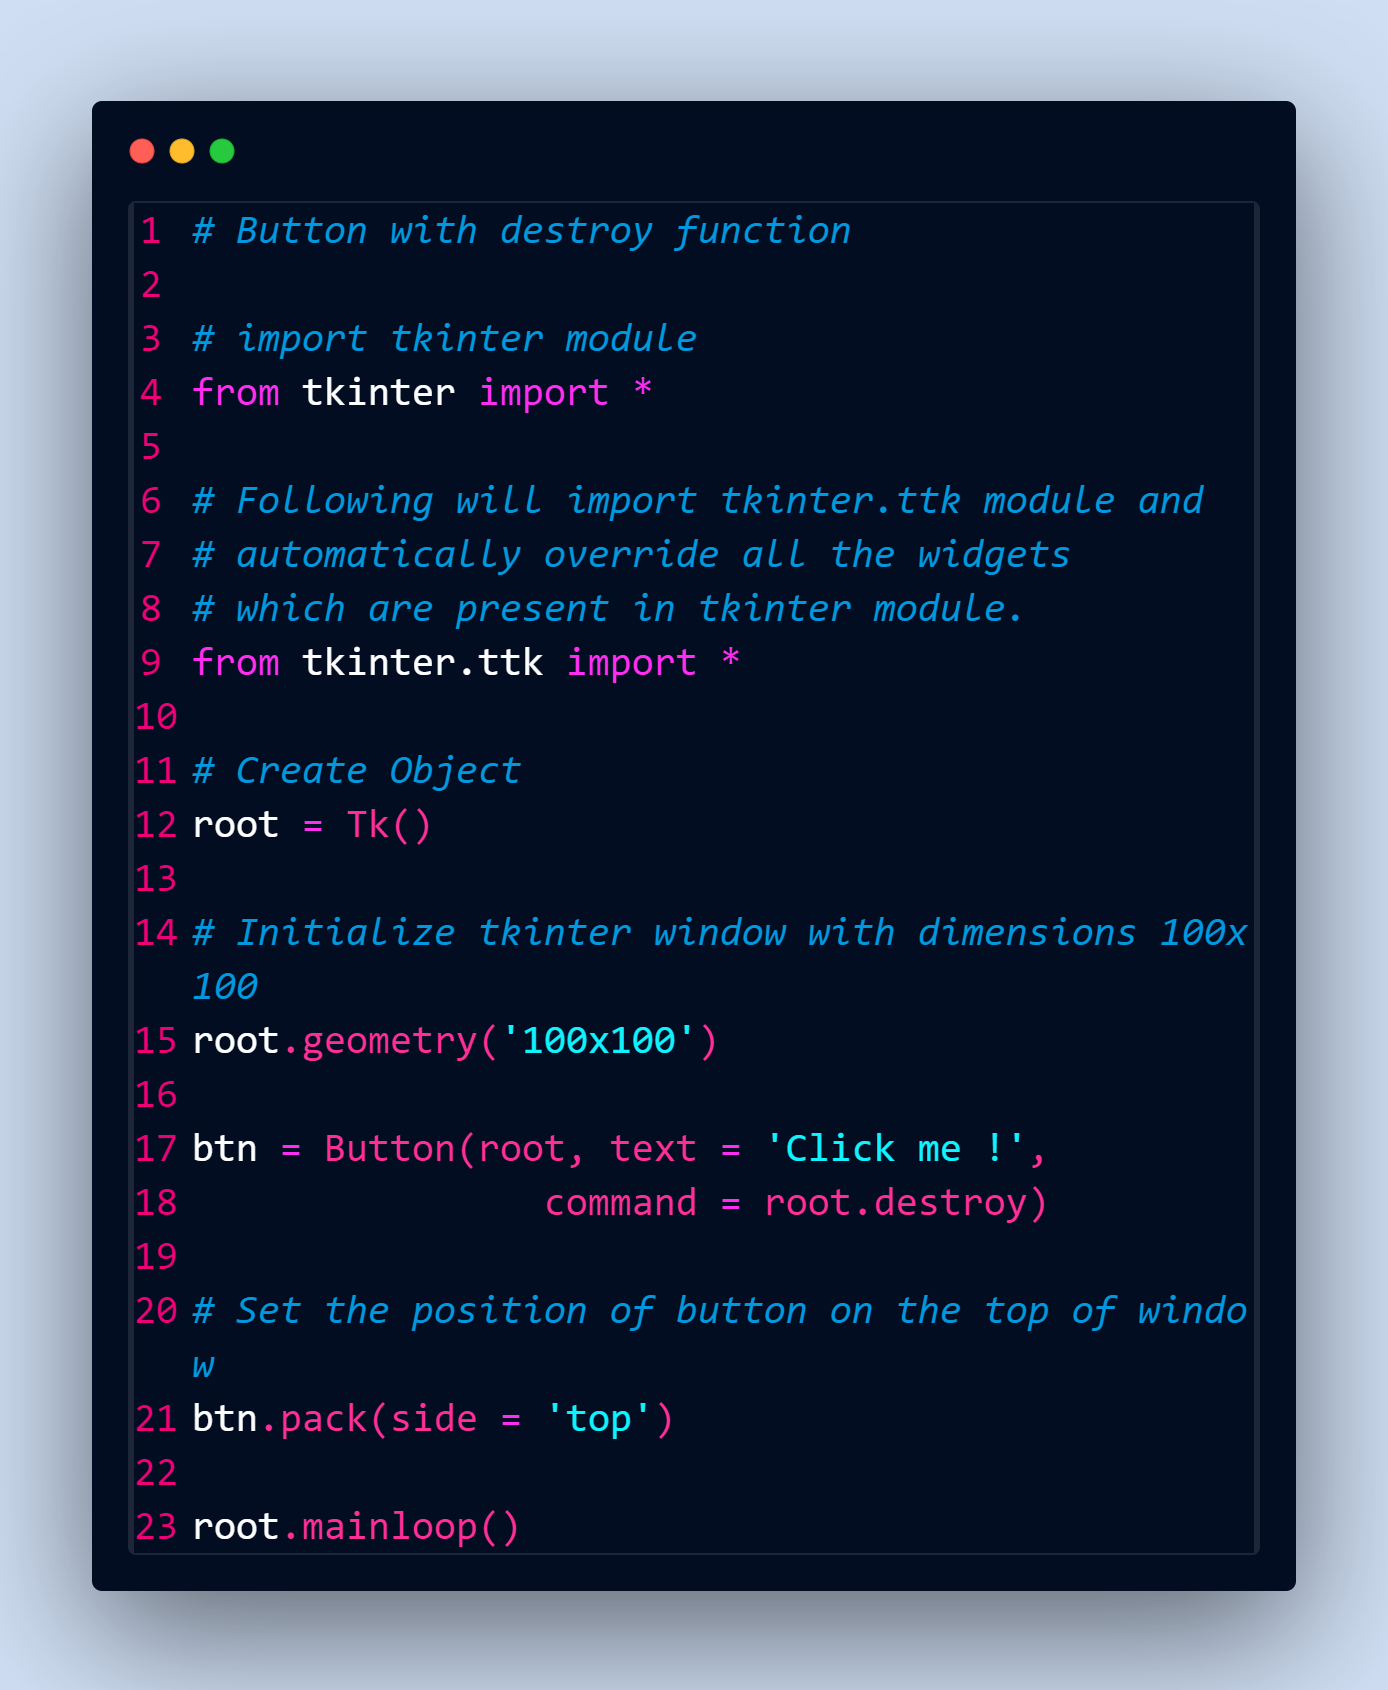 1 # Button with destroy function
2
3 # import tkinter module
4 from tkinter import *
5
6 # Following will import tkinter.ttk module and
7 # automatically override all the widgets
8 # which are present in tkinter module.
9 from tkinter.ttk import *
10
11 # Create Object
12 root = Tk()
13
14 # Initialize tkinter window with dimensions 100x
100
15 root.geometry('100x100')
16
17 btn = Button(root, text = 'Click me !',
18                 command = root.destroy)
19
20 # Set the position of button on the top of windo
w
21 btn.pack(side = 'top')
22
23 root.mainloop()